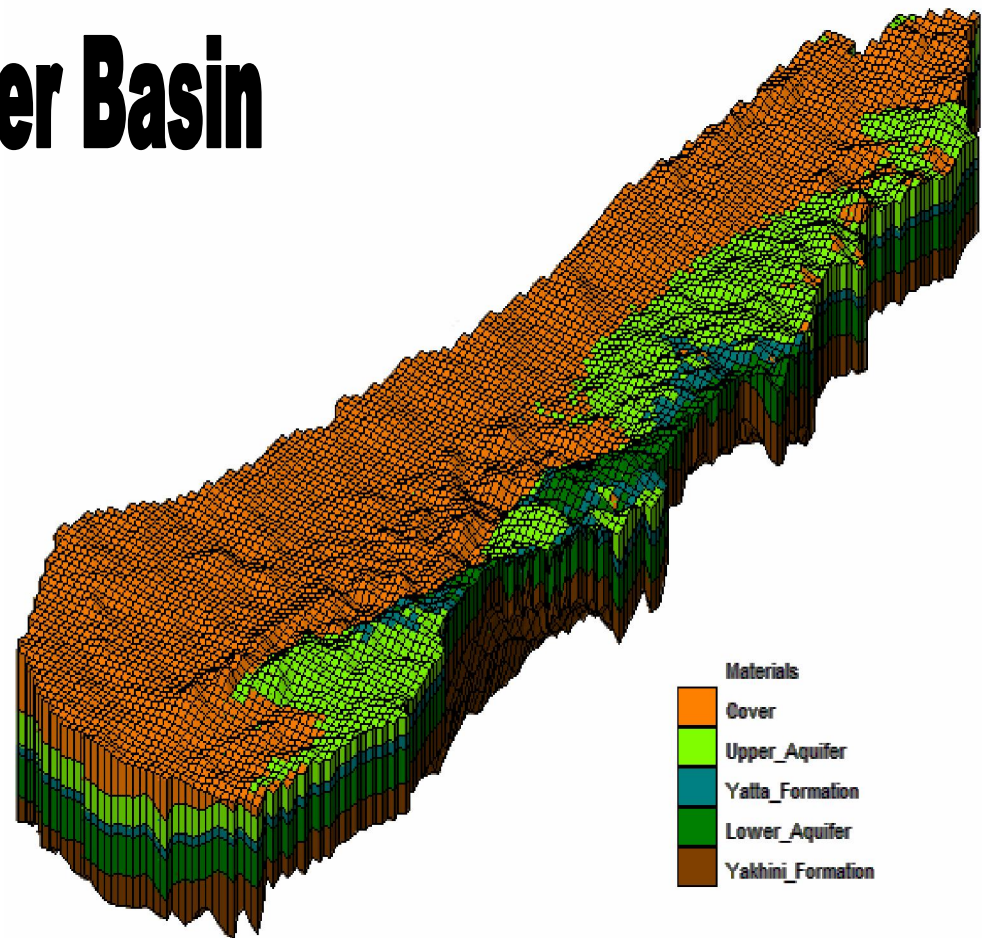 er Basin
Materials
Cover
Upper_Aquifer
Yatta_Formation
Lower_Aquifer
Yakhini_Formation